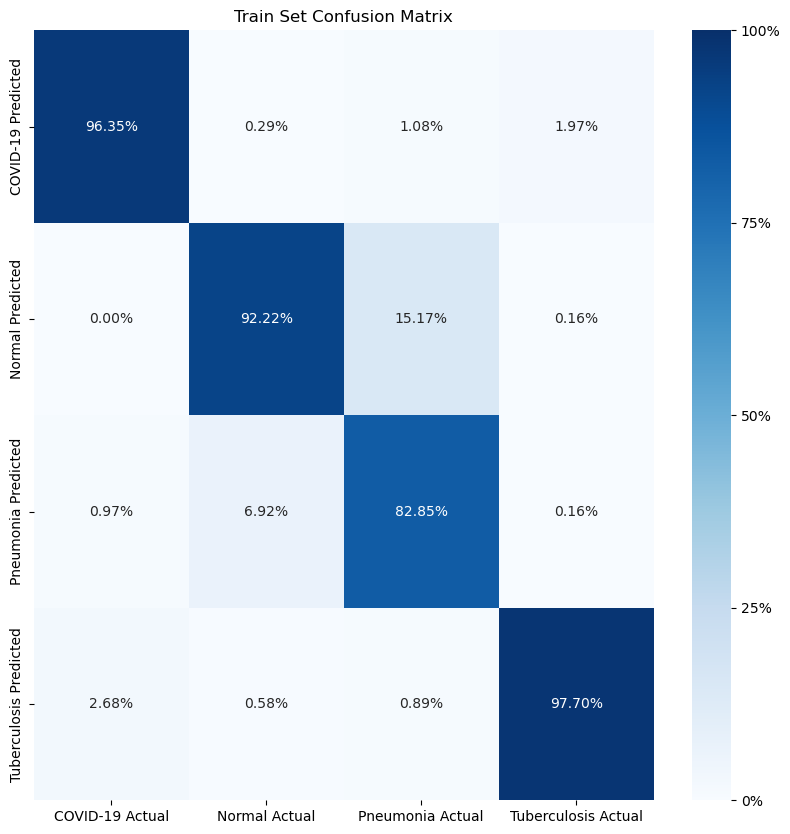 Train Set Confusion Matrix
COVID-19 Predicted
96.35% 0.29% 1.08% 1.97%
Normal Predicted
0.00% 92.22% 15.17% 0.16%
Pneumonia Predicted
0.97% 6.92% 82.85% 0.16%
Tuberculosis Predicted
2.68% 0.58% 0.89% 97.70%
COVID-19 Actual Normal Actual Pneumonia Actual Tuberculosis Actual
100%
75%
50%
25%
0%